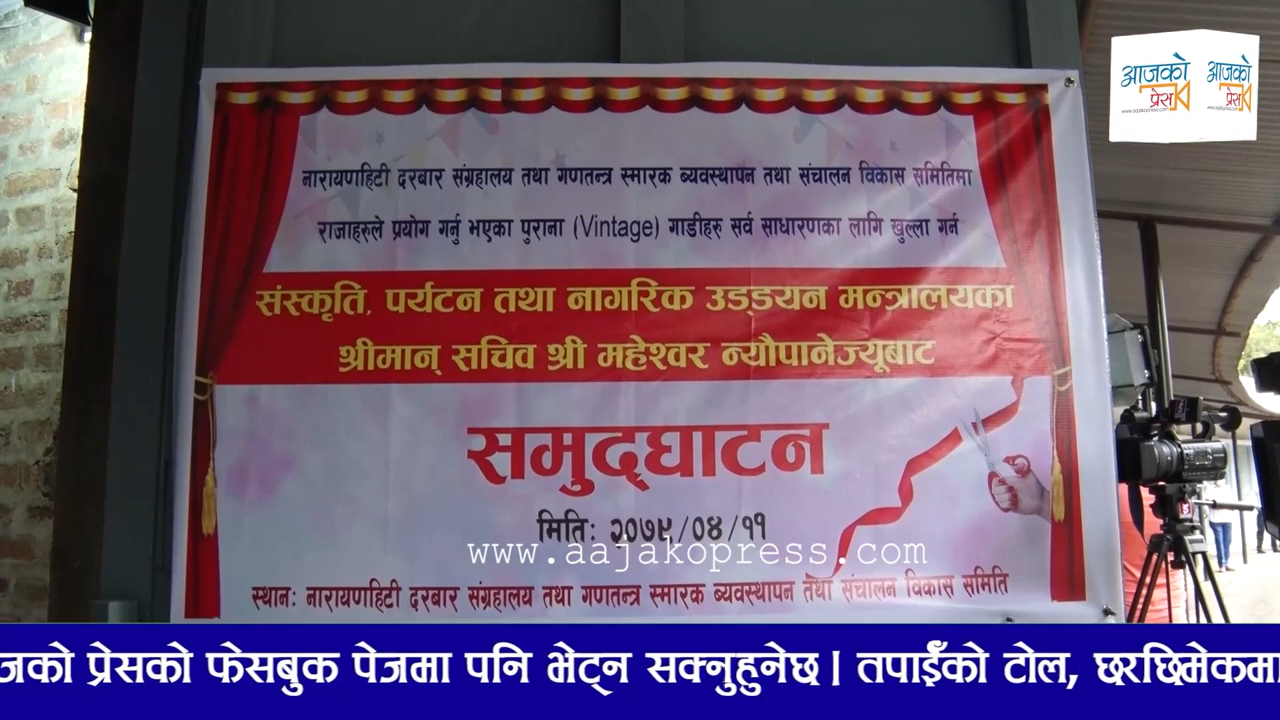 आजको
प्रेस
www.aajakopress.com
आजको
प्रेस
नारायणहिटी दरबार संग्रहालय तथा गणतन्त्र स्मारक ब्यवस्थापन तथा संचालन विकास समितिमा
राजाहरुले प्रयोग गर्नु भएका पुराना (Vintage) गाडीहरु सर्व साधारणका लागि खुल्ला गर्न
संस्कृति, पर्यटन तथा नागरिक उड्डयन मन्त्रालयका
श्रीमान् सचिव श्री महेश्वर न्यौपानेज्यूबाट
समुद्घाटन
मितिः २०७९/०४/११
www.aajakopress.com
स्थानः नारायणहिटी दरबार संग्रहालय तथा गणतन्त्र स्मारक ब्यवस्थापन तथा संचालन विकास समिति
जको प्रेसको फेसबुक पेजमा पनि भेट्न सक्नुहुनेछ। तपाईँको टोल, छरछिमेकमा